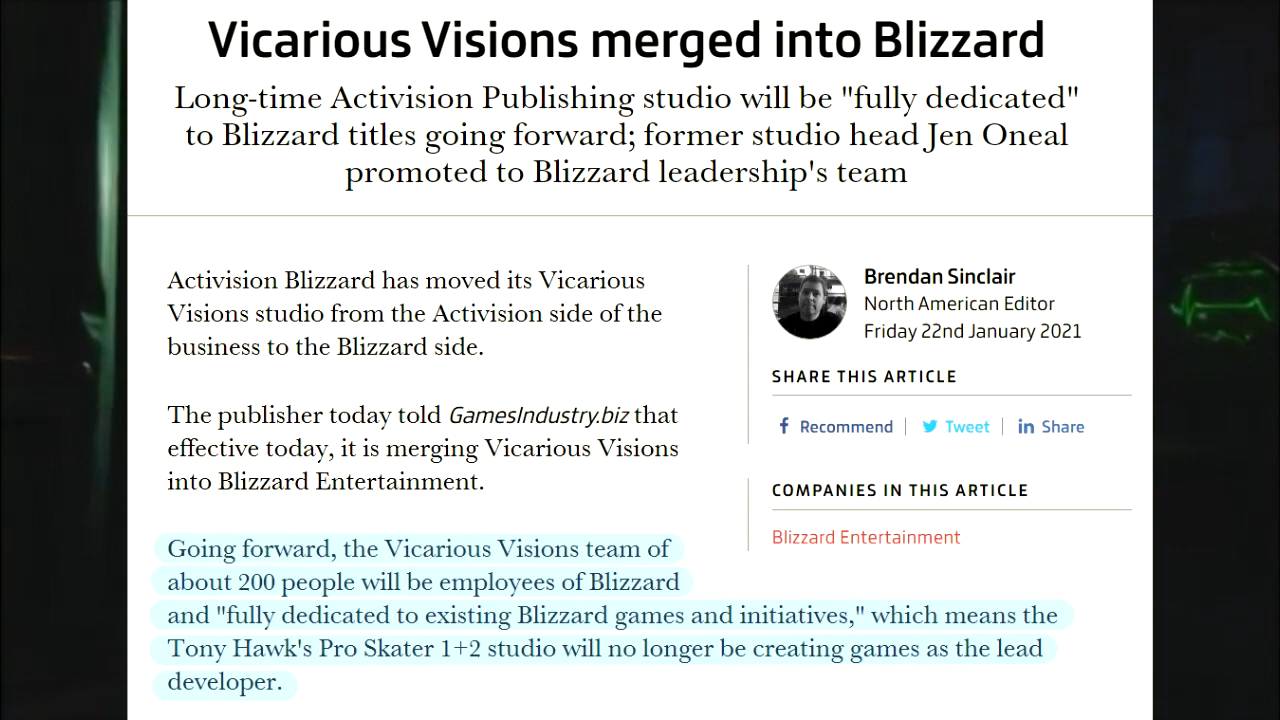 Vicarious Visions merged into Blizzard
Long-time Activision Publishing studio will be "fully dedicated"
to Blizzard titles going forward; former studio head Jen Oneal
promoted to Blizzard leadership's team
Activision Blizzard has moved its Vicarious
Visions studio from the Activision side of the
business to the Blizzard side.
The publisher today told GamesIndustry.biz that
effective today, it is merging Vicarious Visions
into Blizzard Entertainment.
Going forward, the Vicarious Visions team of
about 200 people will be employees of Blizzard
and "fully dedicated to existing Blizzard games and initiatives," which means the
Tony Hawk's Pro Skater 1+2 studio will no longer be creating games as the lead
developer.
Brendan Sinclair
North American Editor
Friday 22nd January 2021
SHARE THIS ARTICLE
Recommend
Tweet
Share
COMPANIES IN THIS ARTICLE
Blizzard Entertainment